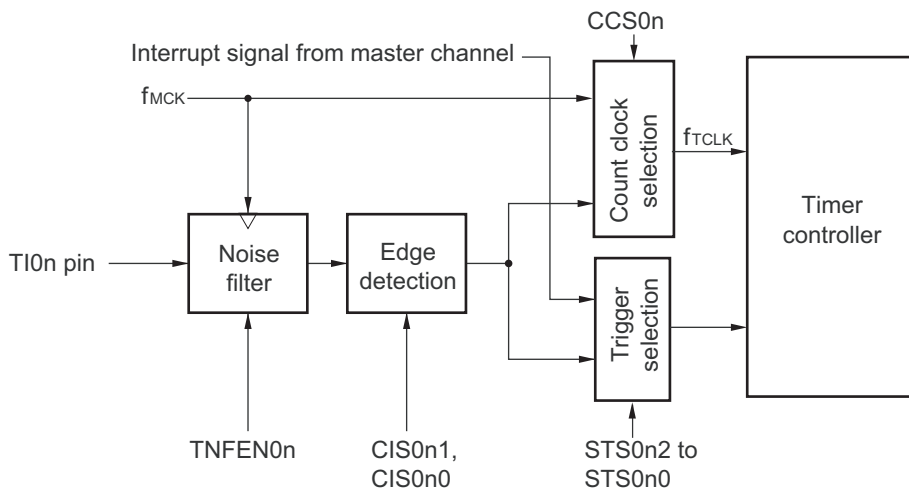 CCS0n
Interrupt signal from master channel
fMCK
Count clock
selection
fTCLK
Timer
controller
TI0n pin
Noise
filter
Edge
detection
Trigger
selection
TNFEN0n
CIS0n1,
CIS0n0
STS0n2 to
STS0n0